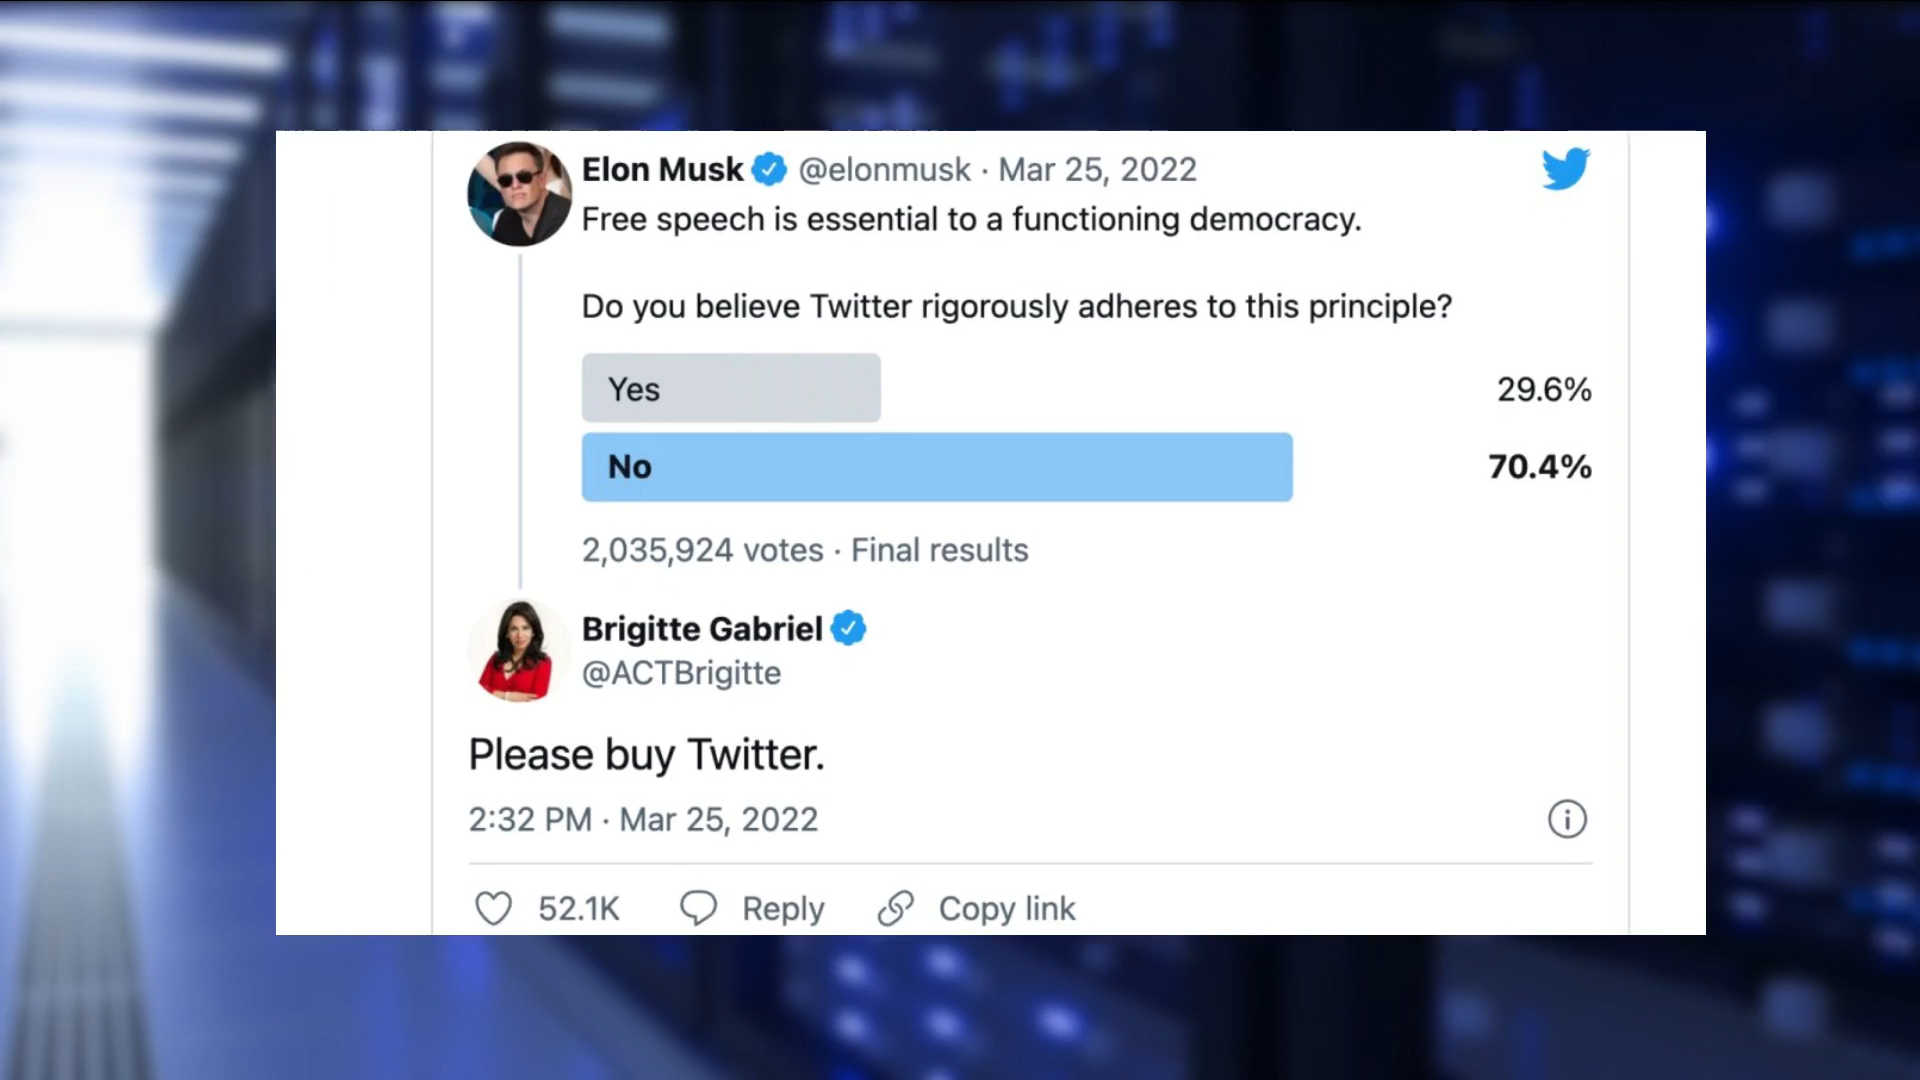 Elon Musk @elonmusk · Mar 25, 2022
Free speech is essential to a functioning democracy.
Do you believe Twitter rigorously adheres to this principle?
Yes 29.6%
No 70.4%
2,035,924 votes · Final results
Brigitte Gabriel
@ACTBrigitte
Please buy Twitter.
2:32 PM · Mar 25, 2022
52.1K Reply Copy link